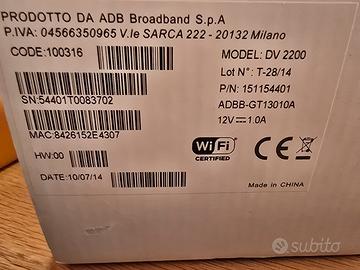 PRODOTTO DA ADB Broadband S.p.A
P.IVA: 04566350965 V.le SARCA 222 - 20132 Milano
CODE:100316
MODEL: DV 2200
Lot N°: T-28/14
P/N: 151154401
SN:54401T0083702
ADBB-GT13010A
12V⎓1.0A
MAC:8426152E4307
Wi Fi
CERTIFIED
CE
HW:00
DATE:10/07/14
Made in CHINA
subito